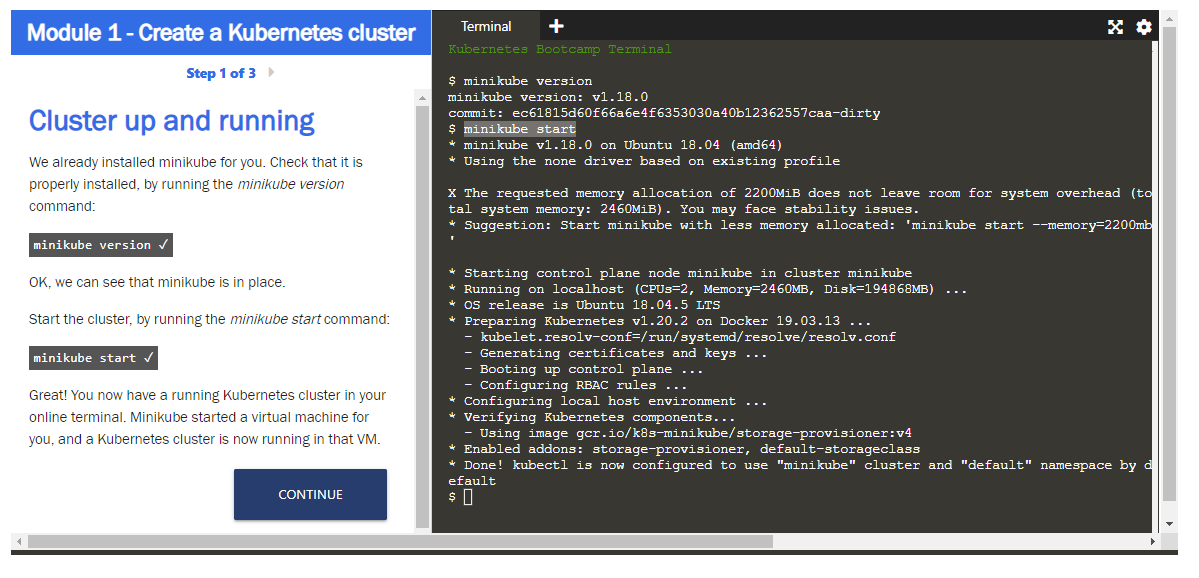 Module 1 - Create a Kubernetes cluster
Step 1 of 3
Cluster up and running
We already installed minikube for you. Check that it is
properly installed, by running the minikube version
command:
minikube version ✓
OK, we can see that minikube is in place.
Start the cluster, by running the minikube start command:
minikube start ✓
Great! You now have a running Kubernetes cluster in your
online terminal. Minikube started a virtual machine for
you, and a Kubernetes cluster is now running in that VM.
CONTINUE
Terminal +
Kubernetes Bootcamp Terminal
$ minikube version
minikube version: v1.18.0
commit: ec61815d60f66a6e4f6353030a40b12362557caa-dirty
$ minikube start
* minikube v1.18.0 on Ubuntu 18.04 (amd64)
* Using the none driver based on existing profile
X The requested memory allocation of 2200MiB does not leave room for system overhead (to
tal system memory: 2460MiB). You may face stability issues.
* Suggestion: Start minikube with less memory allocated: 'minikube start --memory=2200mb
'
* Starting control plane node minikube in cluster minikube
* Running on localhost (CPUs=2, Memory=2460MB, Disk=194868MB) ...
* OS release is Ubuntu 18.04.5 LTS
* Preparing Kubernetes v1.20.2 on Docker 19.03.13 ...
- kubelet.resolv-conf=/run/systemd/resolve/resolv.conf
- Generating certificates and keys ...
- Booting up control plane ...
- Configuring RBAC rules ...
* Configuring local host environment ...
* Verifying Kubernetes components...
- Using image gcr.io/k8s-minikube/storage-provisioner:v4
* Enabled addons: storage-provisioner, default-storageclass
* Done! kubectl is now configured to use "minikube" cluster and "default" namespace by d
efault
$